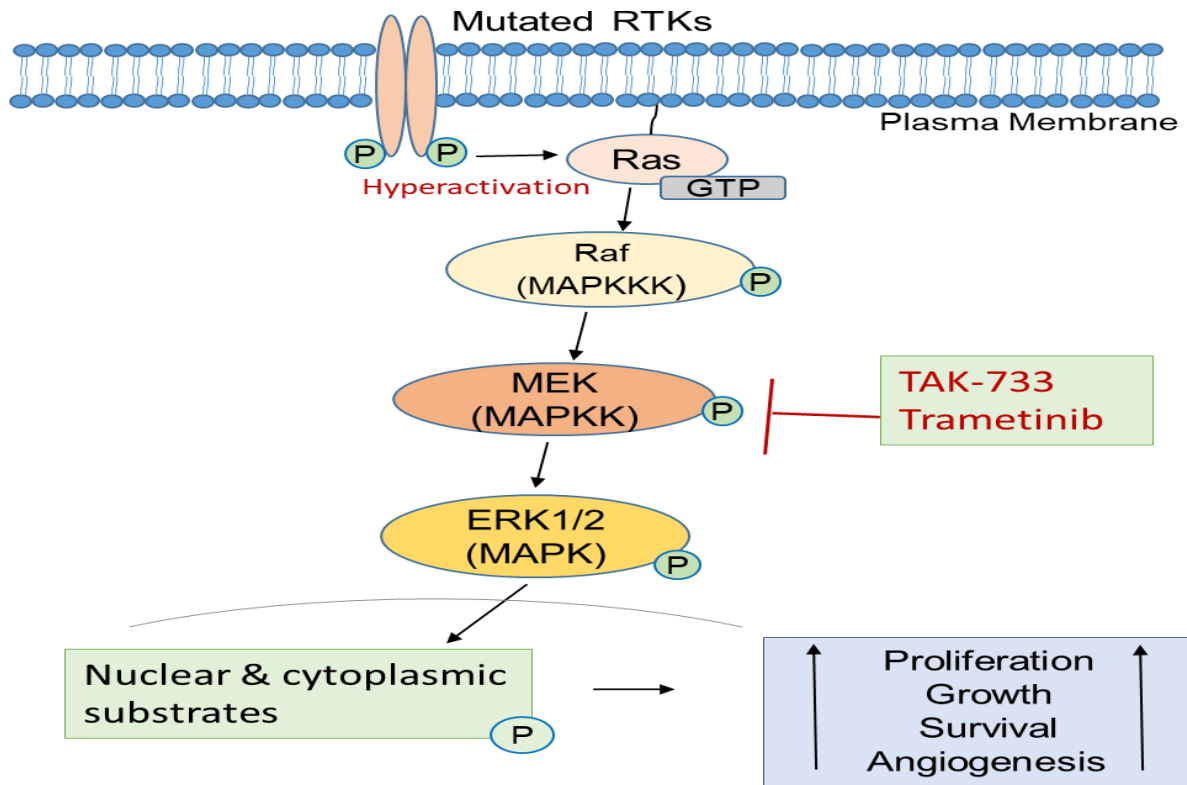 Mutated RTKs
Plasma Membrane
P
P
Hyperactivation
Ras
GTP
Raf
(MAPKKK)
P
MEK
(MAPKK)
P
TAK-733
Trametinib
ERK1/2
(MAPK)
P
Nuclear & cytoplasmic
substrates
P
Proliferation
Growth
Survival
Angiogenesis